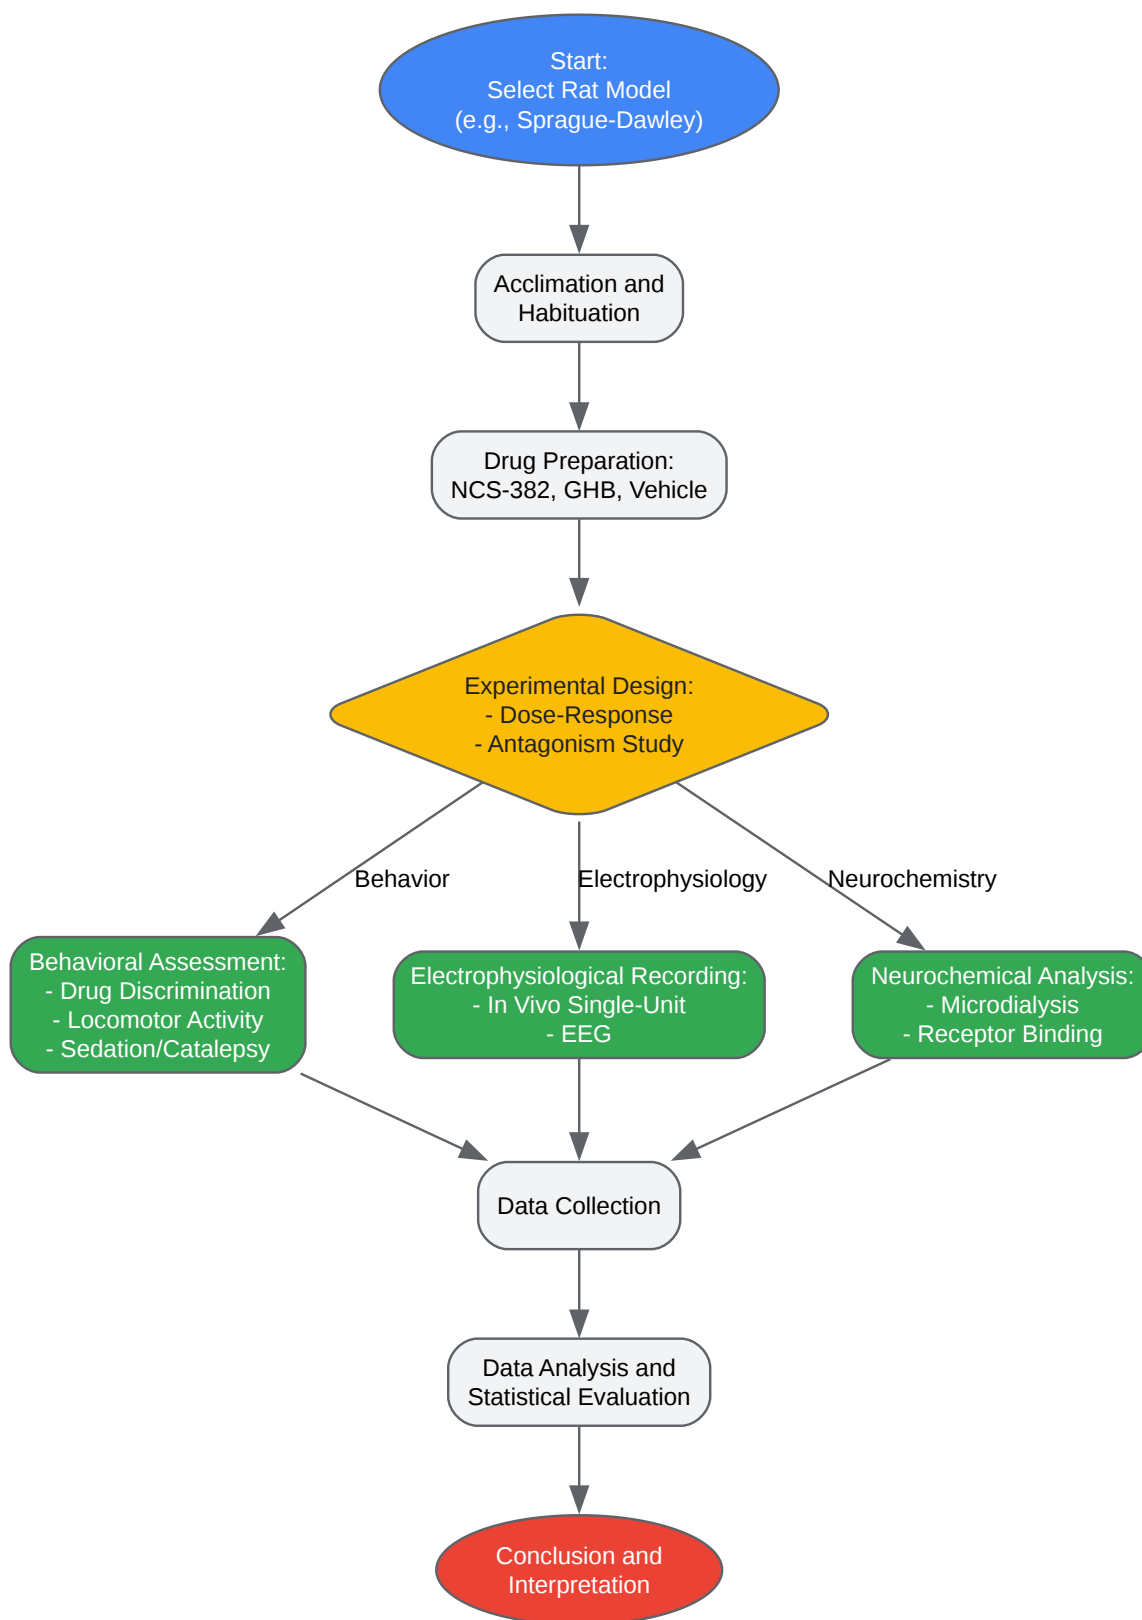 Start:
Select Rat Model
(e.g., Sprague-Dawley)
Acclimation and
Habituation
Drug Preparation:
NCS-382, GHB, Vehicle
Experimental Design:
- Dose-Response
- Antagonism Study
Behavior
Electrophysiology
Neurochemistry
Behavioral Assessment:
- Drug Discrimination
- Locomotor Activity
- Sedation/Catalepsy
Electrophysiological Recording:
- In Vivo Single-Unit
- EEG
Neurochemical Analysis:
- Microdialysis
- Receptor Binding
Data Collection
Data Analysis and
Statistical Evaluation
Conclusion and
Interpretation